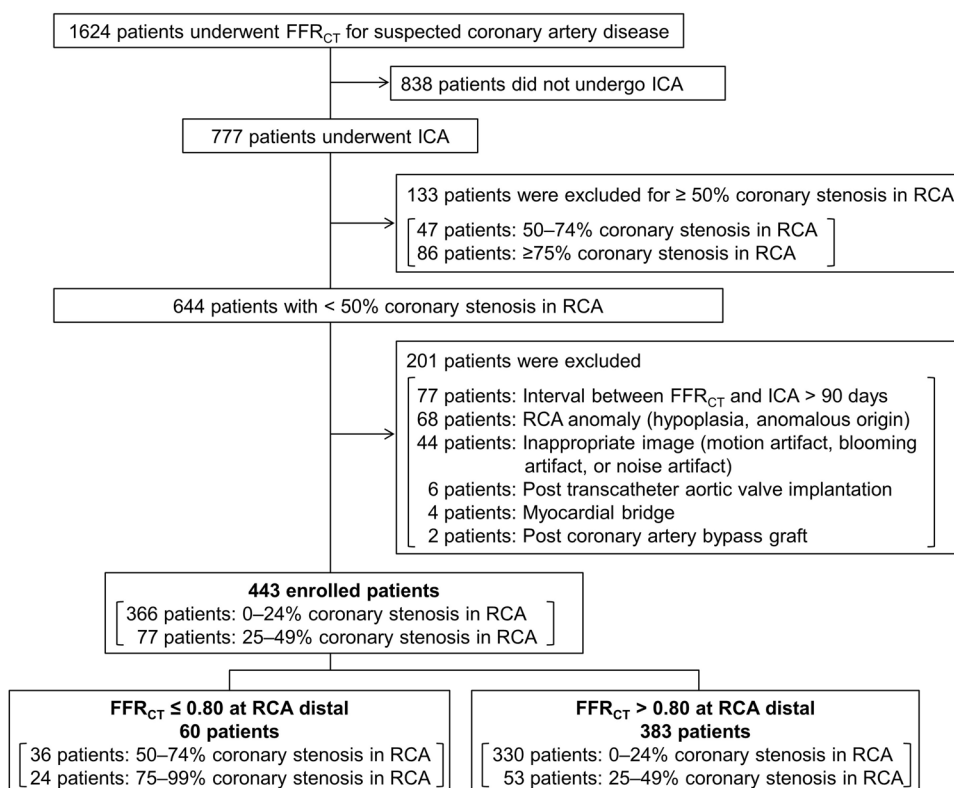 1624 patients underwent FFRCT for suspected coronary artery disease
838 patients did not undergo ICA
777 patients underwent ICA
133 patients were excluded for ≥ 50% coronary stenosis in RCA
47 patients: 50–74% coronary stenosis in RCA
86 patients: ≥75% coronary stenosis in RCA
644 patients with < 50% coronary stenosis in RCA
201 patients were excluded
77 patients: Interval between FFRCT and ICA > 90 days
68 patients: RCA anomaly (hypoplasia, anomalous origin)
44 patients: Inappropriate image (motion artifact, blooming
artifact, or noise artifact)
6 patients: Post transcatheter aortic valve implantation
4 patients: Myocardial bridge
2 patients: Post coronary artery bypass graft
443 enrolled patients
366 patients: 0–24% coronary stenosis in RCA
77 patients: 25–49% coronary stenosis in RCA
FFRCT ≤ 0.80 at RCA distal
60 patients
36 patients: 50–74% coronary stenosis in RCA
24 patients: 75–99% coronary stenosis in RCA
FFRCT > 0.80 at RCA distal
383 patients
330 patients: 0–24% coronary stenosis in RCA
53 patients: 25–49% coronary stenosis in RCA